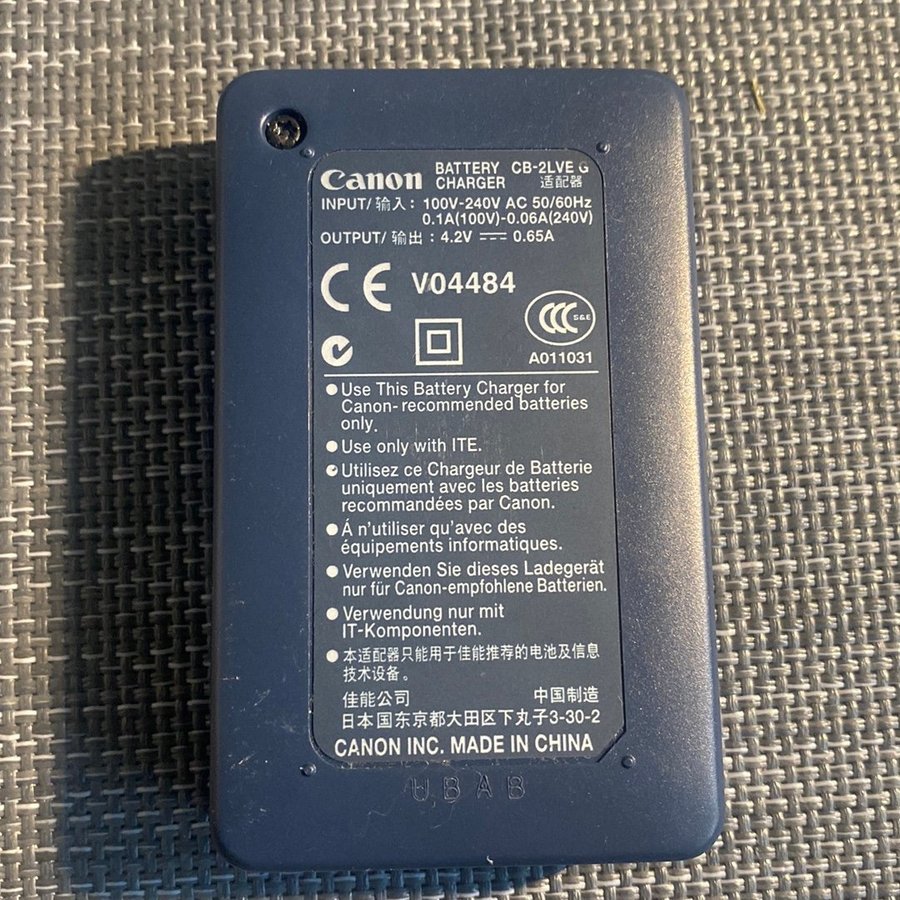 Canon BATTERY CHARGER CB-2LVE G 适配器
INPUT/输入: 100V-240V AC 50/60Hz
0.1A(100V)-0.06A(240V)
OUTPUT/输出: 4.2V ⎓ 0.65A
CE V04484
CCC S&E
A011031
●Use This Battery Charger for
Canon-recommended batteries
only.
●Use only with ITE.
●Utilisez ce Chargeur de Batterie
uniquement avec les batteries
recommandées par Canon.
●Á n'utiliser qu'avec des
équipements informatiques.
●Verwenden Sie dieses Ladegerät
nur für Canon-empfohlene Batterien.
●Verwendung nur mit
IT-Komponenten.
●本适配器只能用于佳能推荐的电池及信息
技术设备。
佳能公司 中国制造
日本国东京都大田区下丸子3-30-2
CANON INC. MADE IN CHINA
UBAB